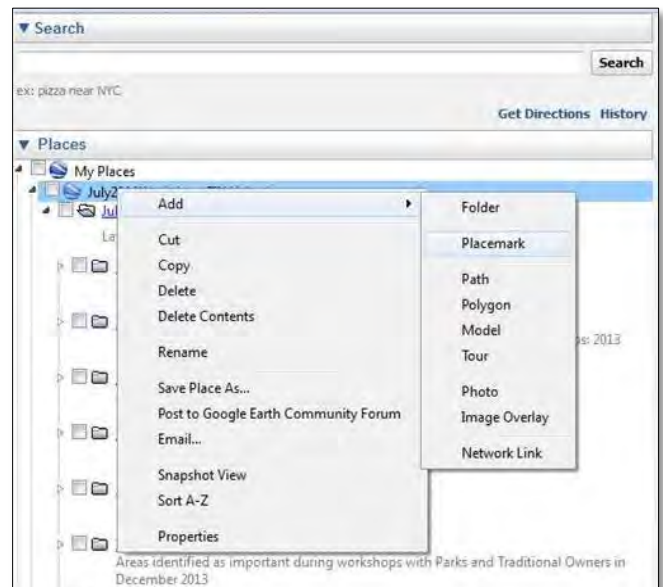 Search
Search
ex: pizza near NYC
Get Directions History
Places
My Places
July2
Jul
La
Add
Cut
Copy
Delete
Delete Contents
Rename
Save Place As...
Post to Google Earth Community Forum
Email...
Snapshot View
Sort A-Z
Properties
Folder
Placemark
Path
Polygon
Model
Tour
Photo
Image Overlay
Network Link
2013
Areas identified as important during workshops with Parks and Traditional Owners in
December 2013